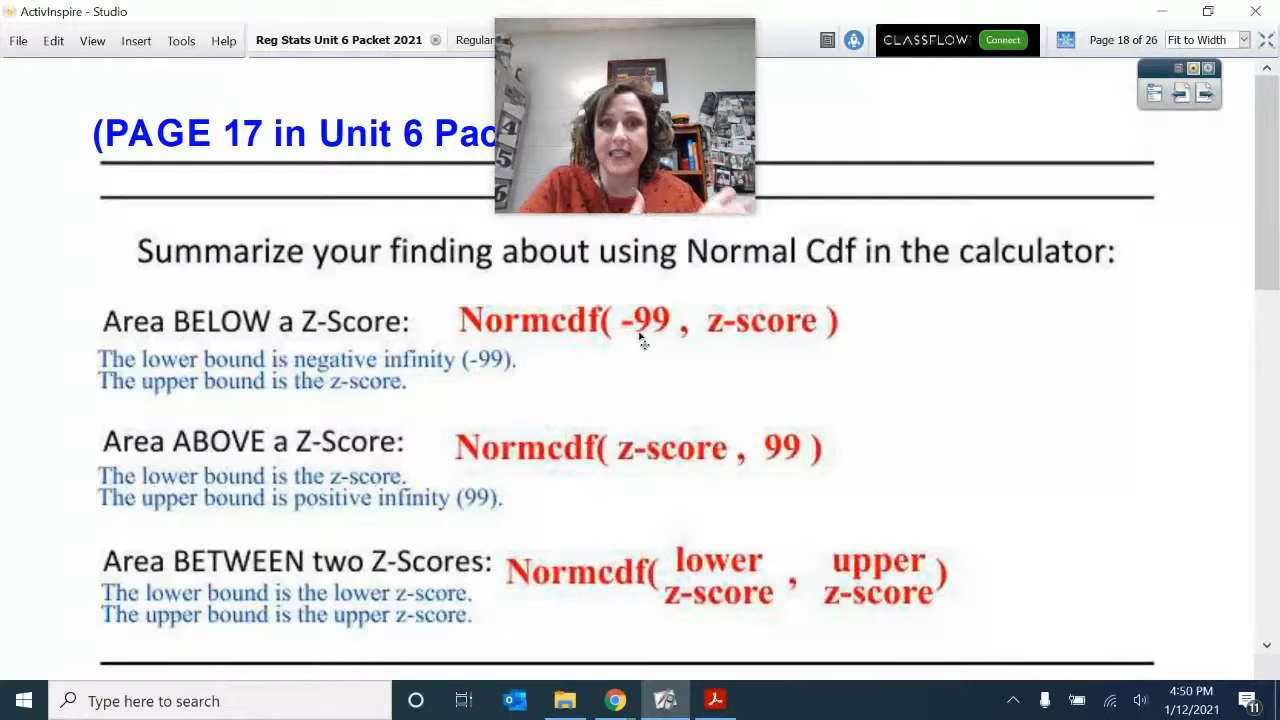 ActivInspire - Studio
File Edit View Insert Tools Help Reg Stats Unit 6 Packet 2021 Regular CLASSFLOW Connect Page 18 of 26 Fit to Width
(PAGE 17 in Unit 6 Pac
Summarize your finding about using Normal Cdf in the calculator:
Area BELOW a Z-Score: Normcdf( -99 , z-score )
The lower bound is negative infinity (-99).
The upper bound is the z-score.
Area ABOVE a Z-Score: Normcdf( z-score , 99 )
The lower bound is the z-score.
The upper bound is positive infinity (99).
Area BETWEEN two Z-Scores: Normcdf( lower z-score , upper z-score )
The lower bound is the lower z-score.
The upper bound is the upper z-score.
4
5
6
Type here to search
4:50 PM
1/12/2021
11